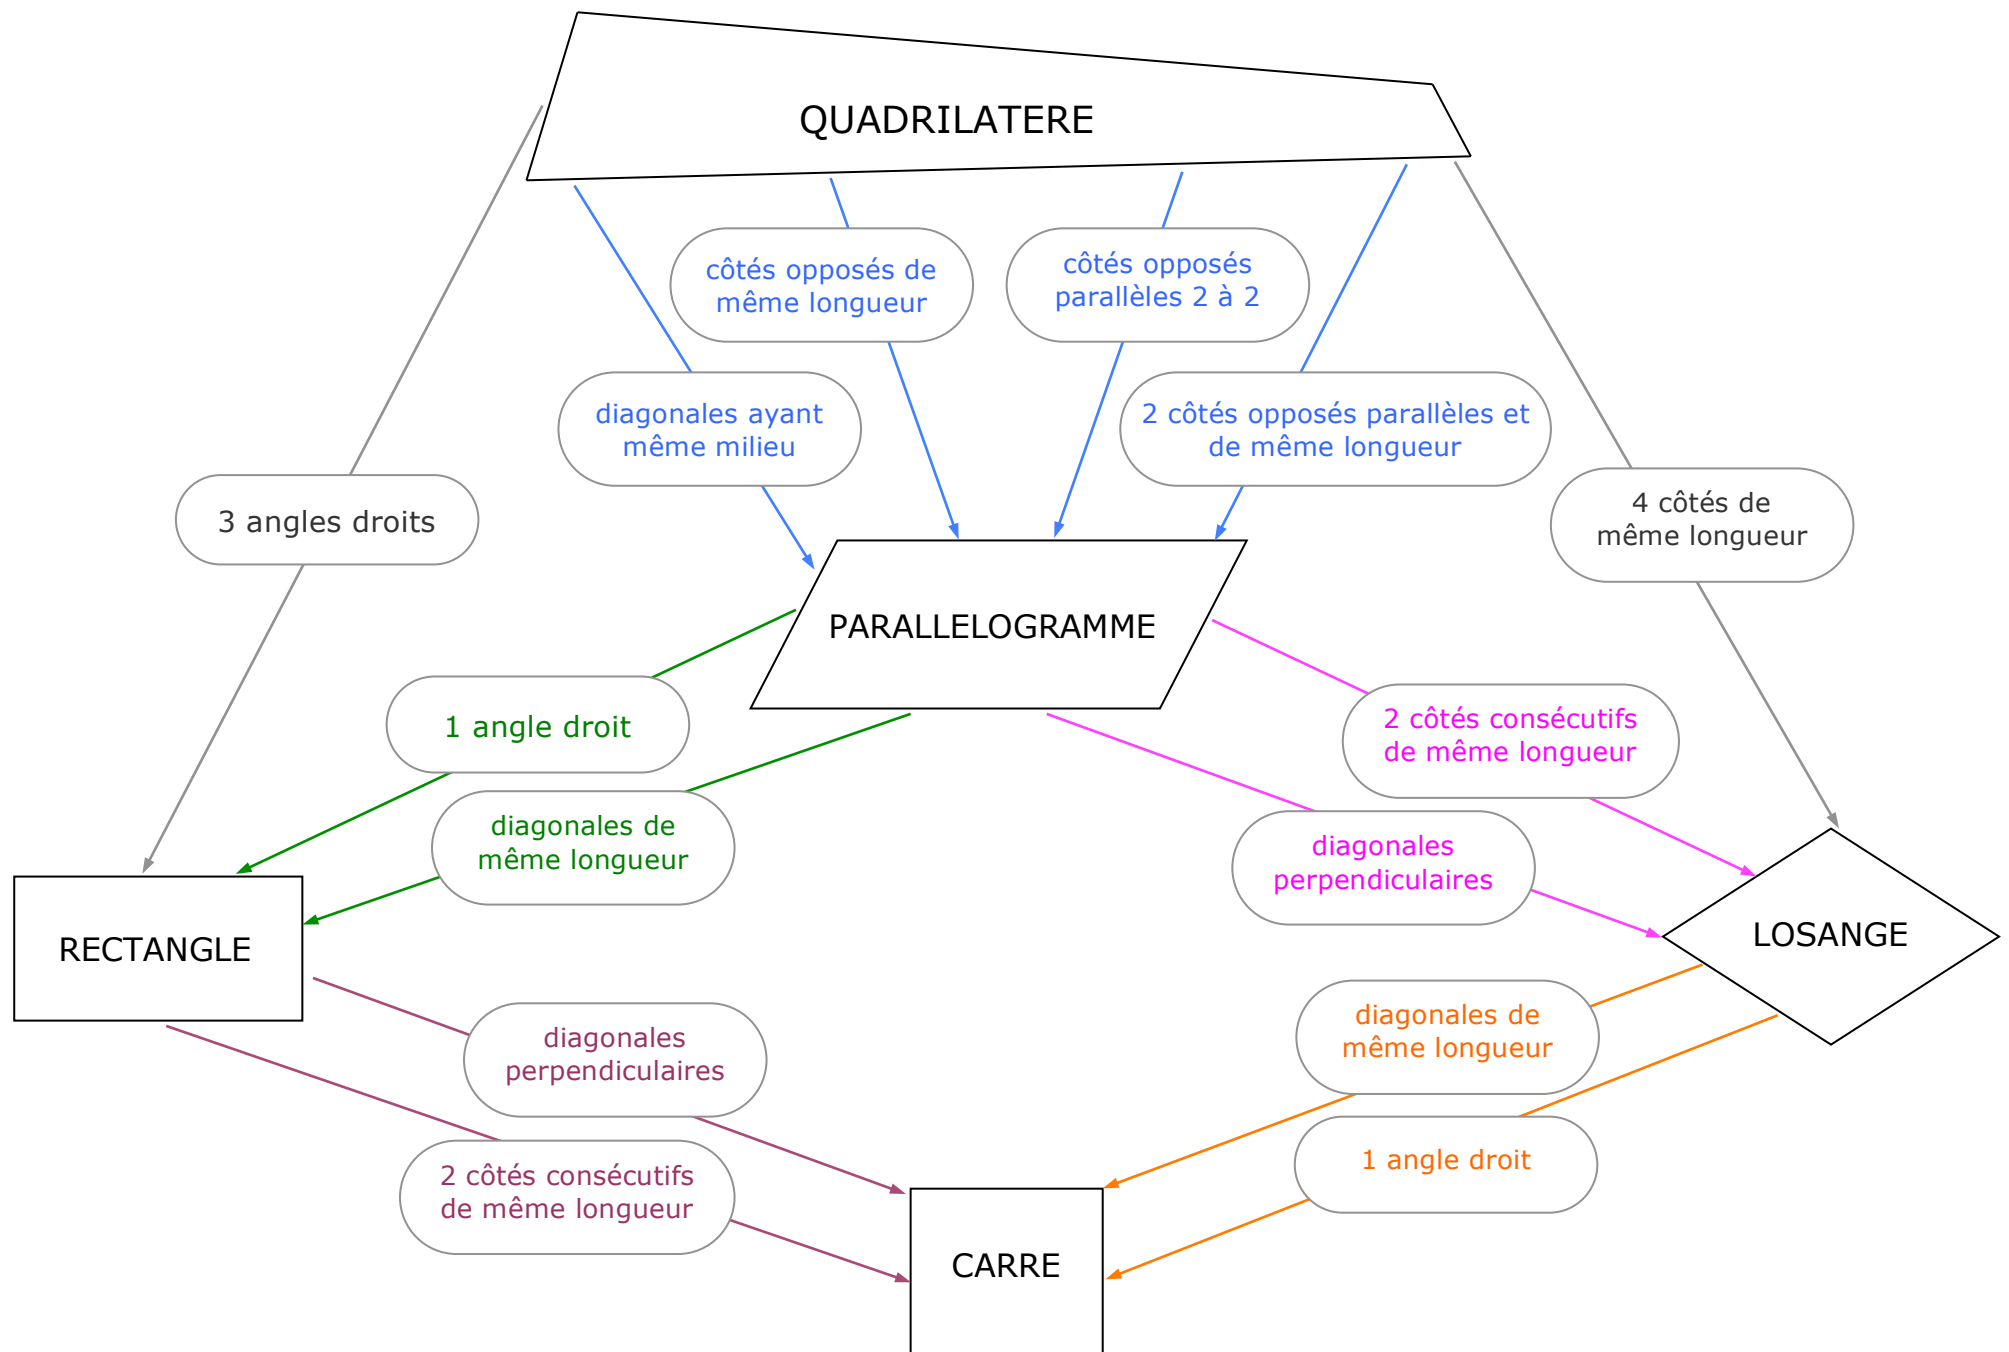 QUADRILATERE
côtés opposés de
même longueur
côtés opposés
parallèles 2 à 2
diagonales ayant
même milieu
2 côtés opposés parallèles et
de même longueur
3 angles droits
4 côtés de
même longueur
PARALLELOGRAMME
1 angle droit
2 côtés consécutifs
de même longueur
diagonales de
même longueur
diagonales
perpendiculaires
RECTANGLE
LOSANGE
diagonales
perpendiculaires
diagonales de
même longueur
2 côtés consécutifs
de même longueur
1 angle droit
CARRE